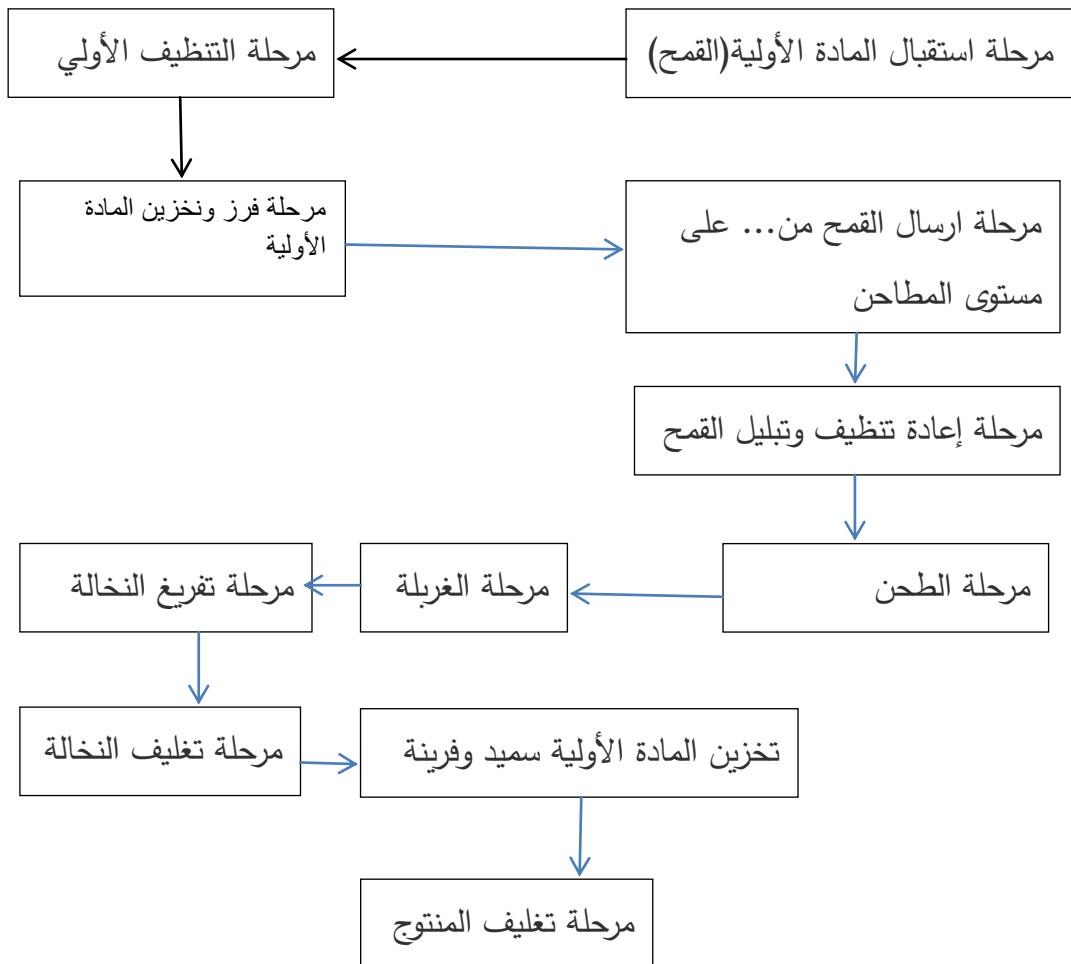 مرحلة استقبال المادة الأولية(القمح)
مرحلة التنظيف الأولي
مرحلة فرز ونخزين المادة
الأولية
مرحلة ارسال القمح من... على
مستوى المطاحن
مرحلة إعادة تنظيف وتبليل القمح
مرحلة الطحن
مرحلة الغربلة
مرحلة تفريغ النخالة
مرحلة تغليف النخالة
تخزين المادة الأولية سميد وفرينة
مرحلة تغليف المنتوج